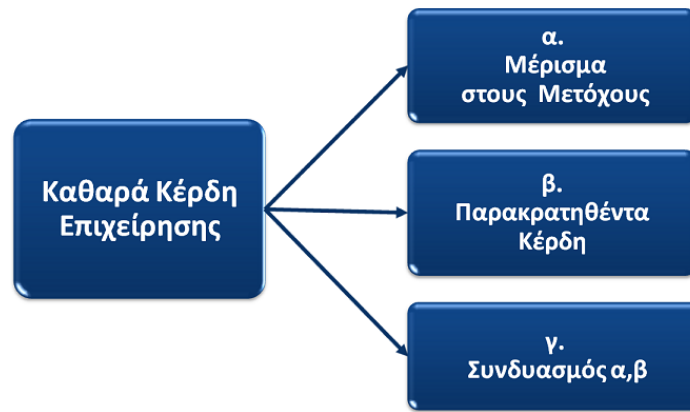 Καθαρά Κέρδη
Επιχείρησης
α.
Μέρισμα
στους Μετόχους
β.
Παρακρατηθέντα
Κέρδη
γ.
Συνδυασμός α,β